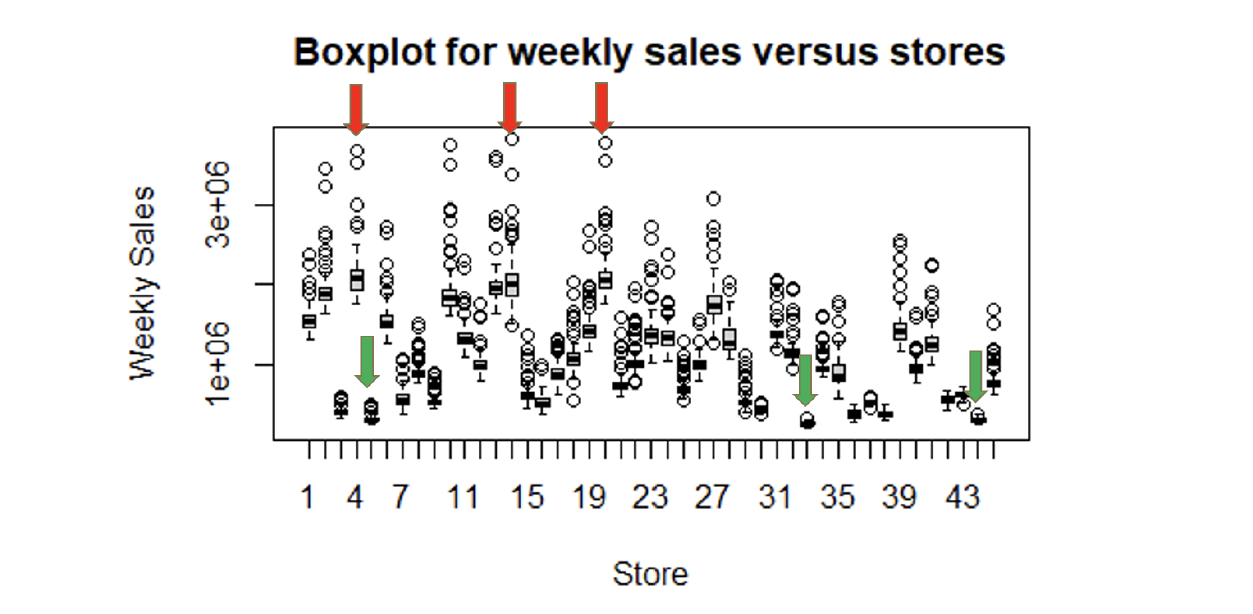 Boxplot for weekly sales versus stores
Weekly Sales
3e+06
1e+06
1 4 7 11 15 19 23 27 31 35 39 43
Store